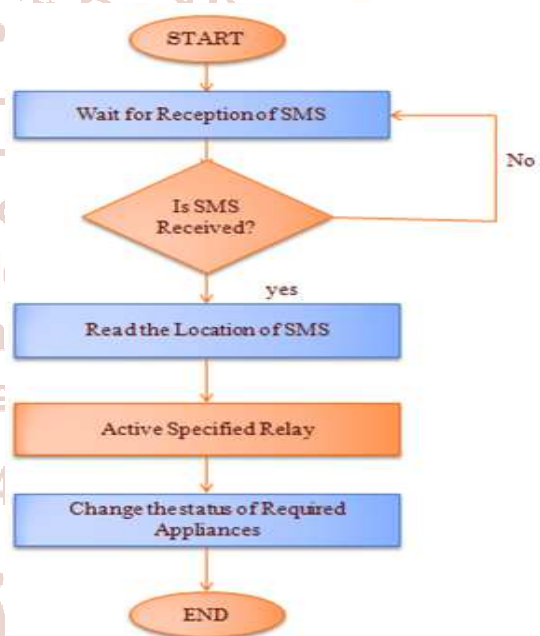 START
Wait for Reception of SMS
No
Is SMS
Received?
yes
Read the Location of SMS
Active Specified Relay
Change the status of Required
Appliances
END